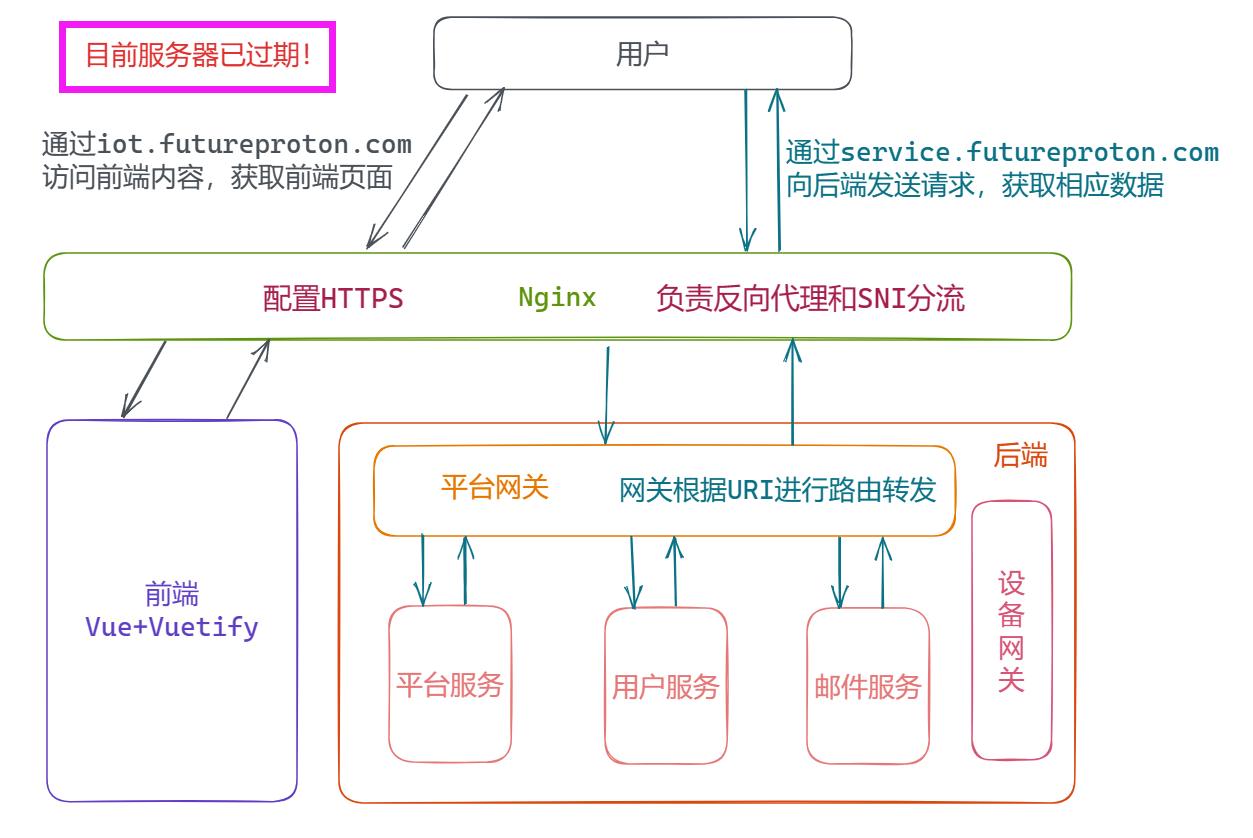 目前服务器已过期!
用户
通过iot.futureproton.com
访问前端内容,获取前端页面
通过service.futureproton.com
向后端发送请求,获取相应数据
配置HTTPS
Nginx
负责反向代理和SNI分流
后端
平台网关
网关根据URI进行路由转发
前端
Vue+Vuetify
平台服务
用户服务
邮件服务
设
备
网
关